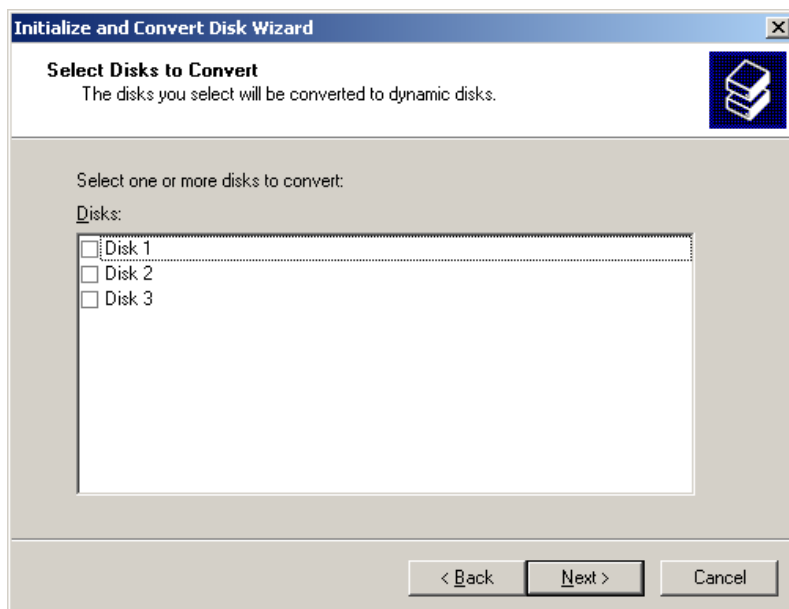 Initialize and Convert Disk Wizard
Select Disks to Convert
The disks you select will be converted to dynamic disks.
Select one or more disks to convert:
Disks:
Disk 1
Disk 2
Disk 3
< Back Next > Cancel